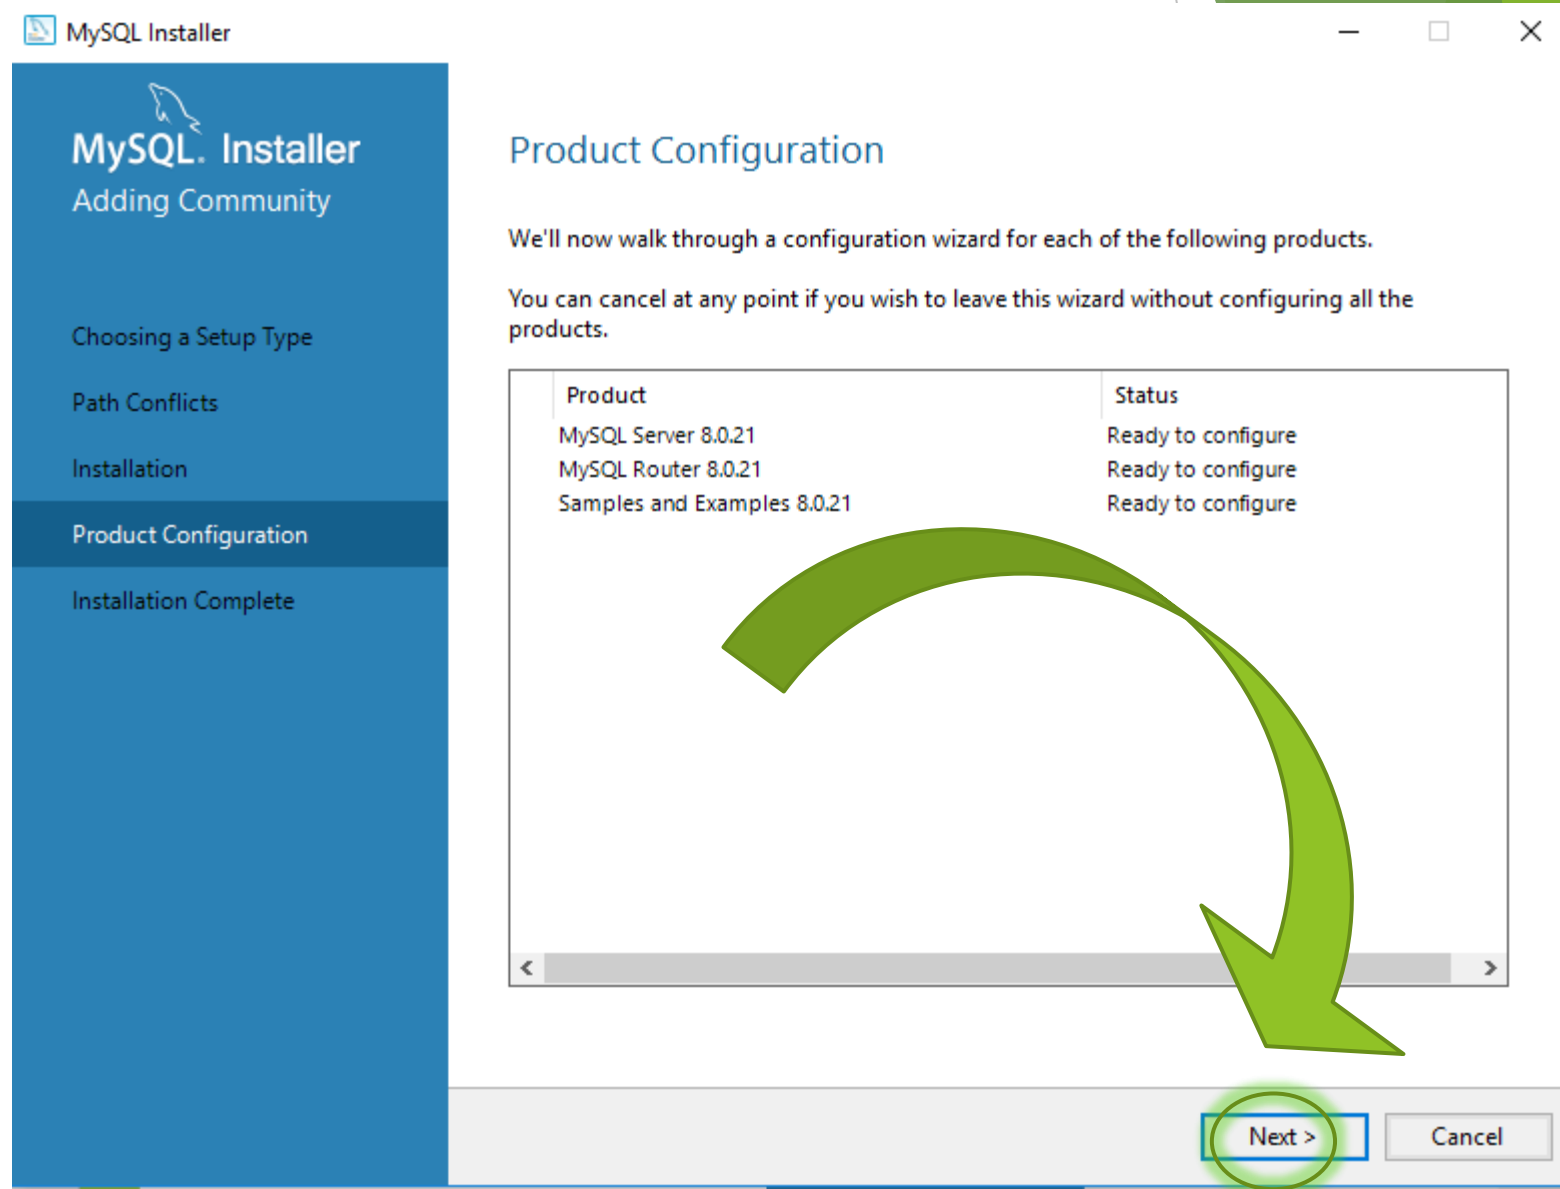 MySQL Installer
MySQL. Installer
Adding Community
Choosing a Setup Type
Path Conflicts
Installation
Product Configuration
Installation Complete
Product Configuration
We'll now walk through a configuration wizard for each of the following products.
You can cancel at any point if you wish to leave this wizard without configuring all the
products.
Product Status
MySQL Server 8.0.21 Ready to configure
MySQL Router 8.0.21 Ready to configure
Samples and Examples 8.0.21 Ready to configure
Next > Cancel